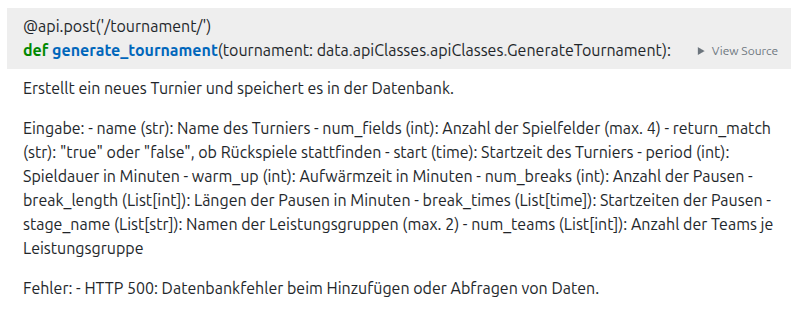 @api.post('/tournament/')
def generate_tournament(tournament: data.apiClasses.apiClasses.GenerateTournament): ▶ View Source
Erstellt ein neues Turnier und speichert es in der Datenbank.
Eingabe: - name (str): Name des Turniers - num_fields (int): Anzahl der Spielfelder (max. 4) - return_match
(str): "true" oder "false", ob Rückspiele stattfinden - start (time): Startzeit des Turniers - period (int):
Spieldauer in Minuten - warm_up (int): Aufwärmzeit in Minuten - num_breaks (int): Anzahl der Pausen -
break_length (List[int]): Längen der Pausen in Minuten - break_times (List[time]): Startzeiten der Pausen -
stage_name (List[str]): Namen der Leistungsgruppen (max. 2) - num_teams (List[int]): Anzahl der Teams je
Leistungsgruppe
Fehler: - HTTP 500: Datenbankfehler beim Hinzufügen oder Abfragen von Daten.